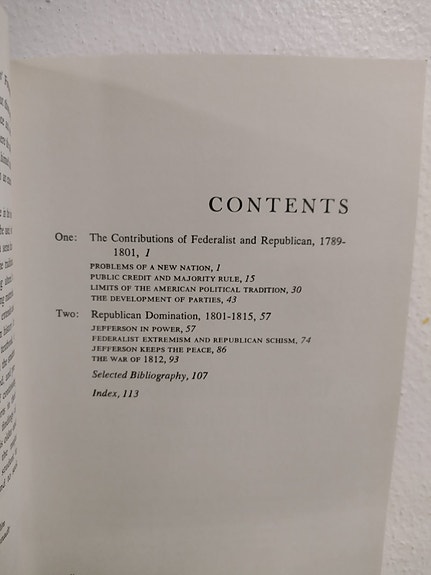 CONTENTS
One: The Contributions of Federalist and Republican, 1789-
1801, 1
PROBLEMS OF A NEW NATION, 1
PUBLIC CREDIT AND MAJORITY RULE, 15
LIMITS OF THE AMERICAN POLITICAL TRADITION, 30
THE DEVELOPMENT OF PARTIES, 43
Two: Republican Domination, 1801-1815, 57
JEFFERSON IN POWER, 57
FEDERALIST EXTREMISM AND REPUBLICAN SCHISM, 74
JEFFERSON KEEPS THE PEACE, 86
THE WAR OF 1812, 93
Selected Bibliography, 107
Index, 113